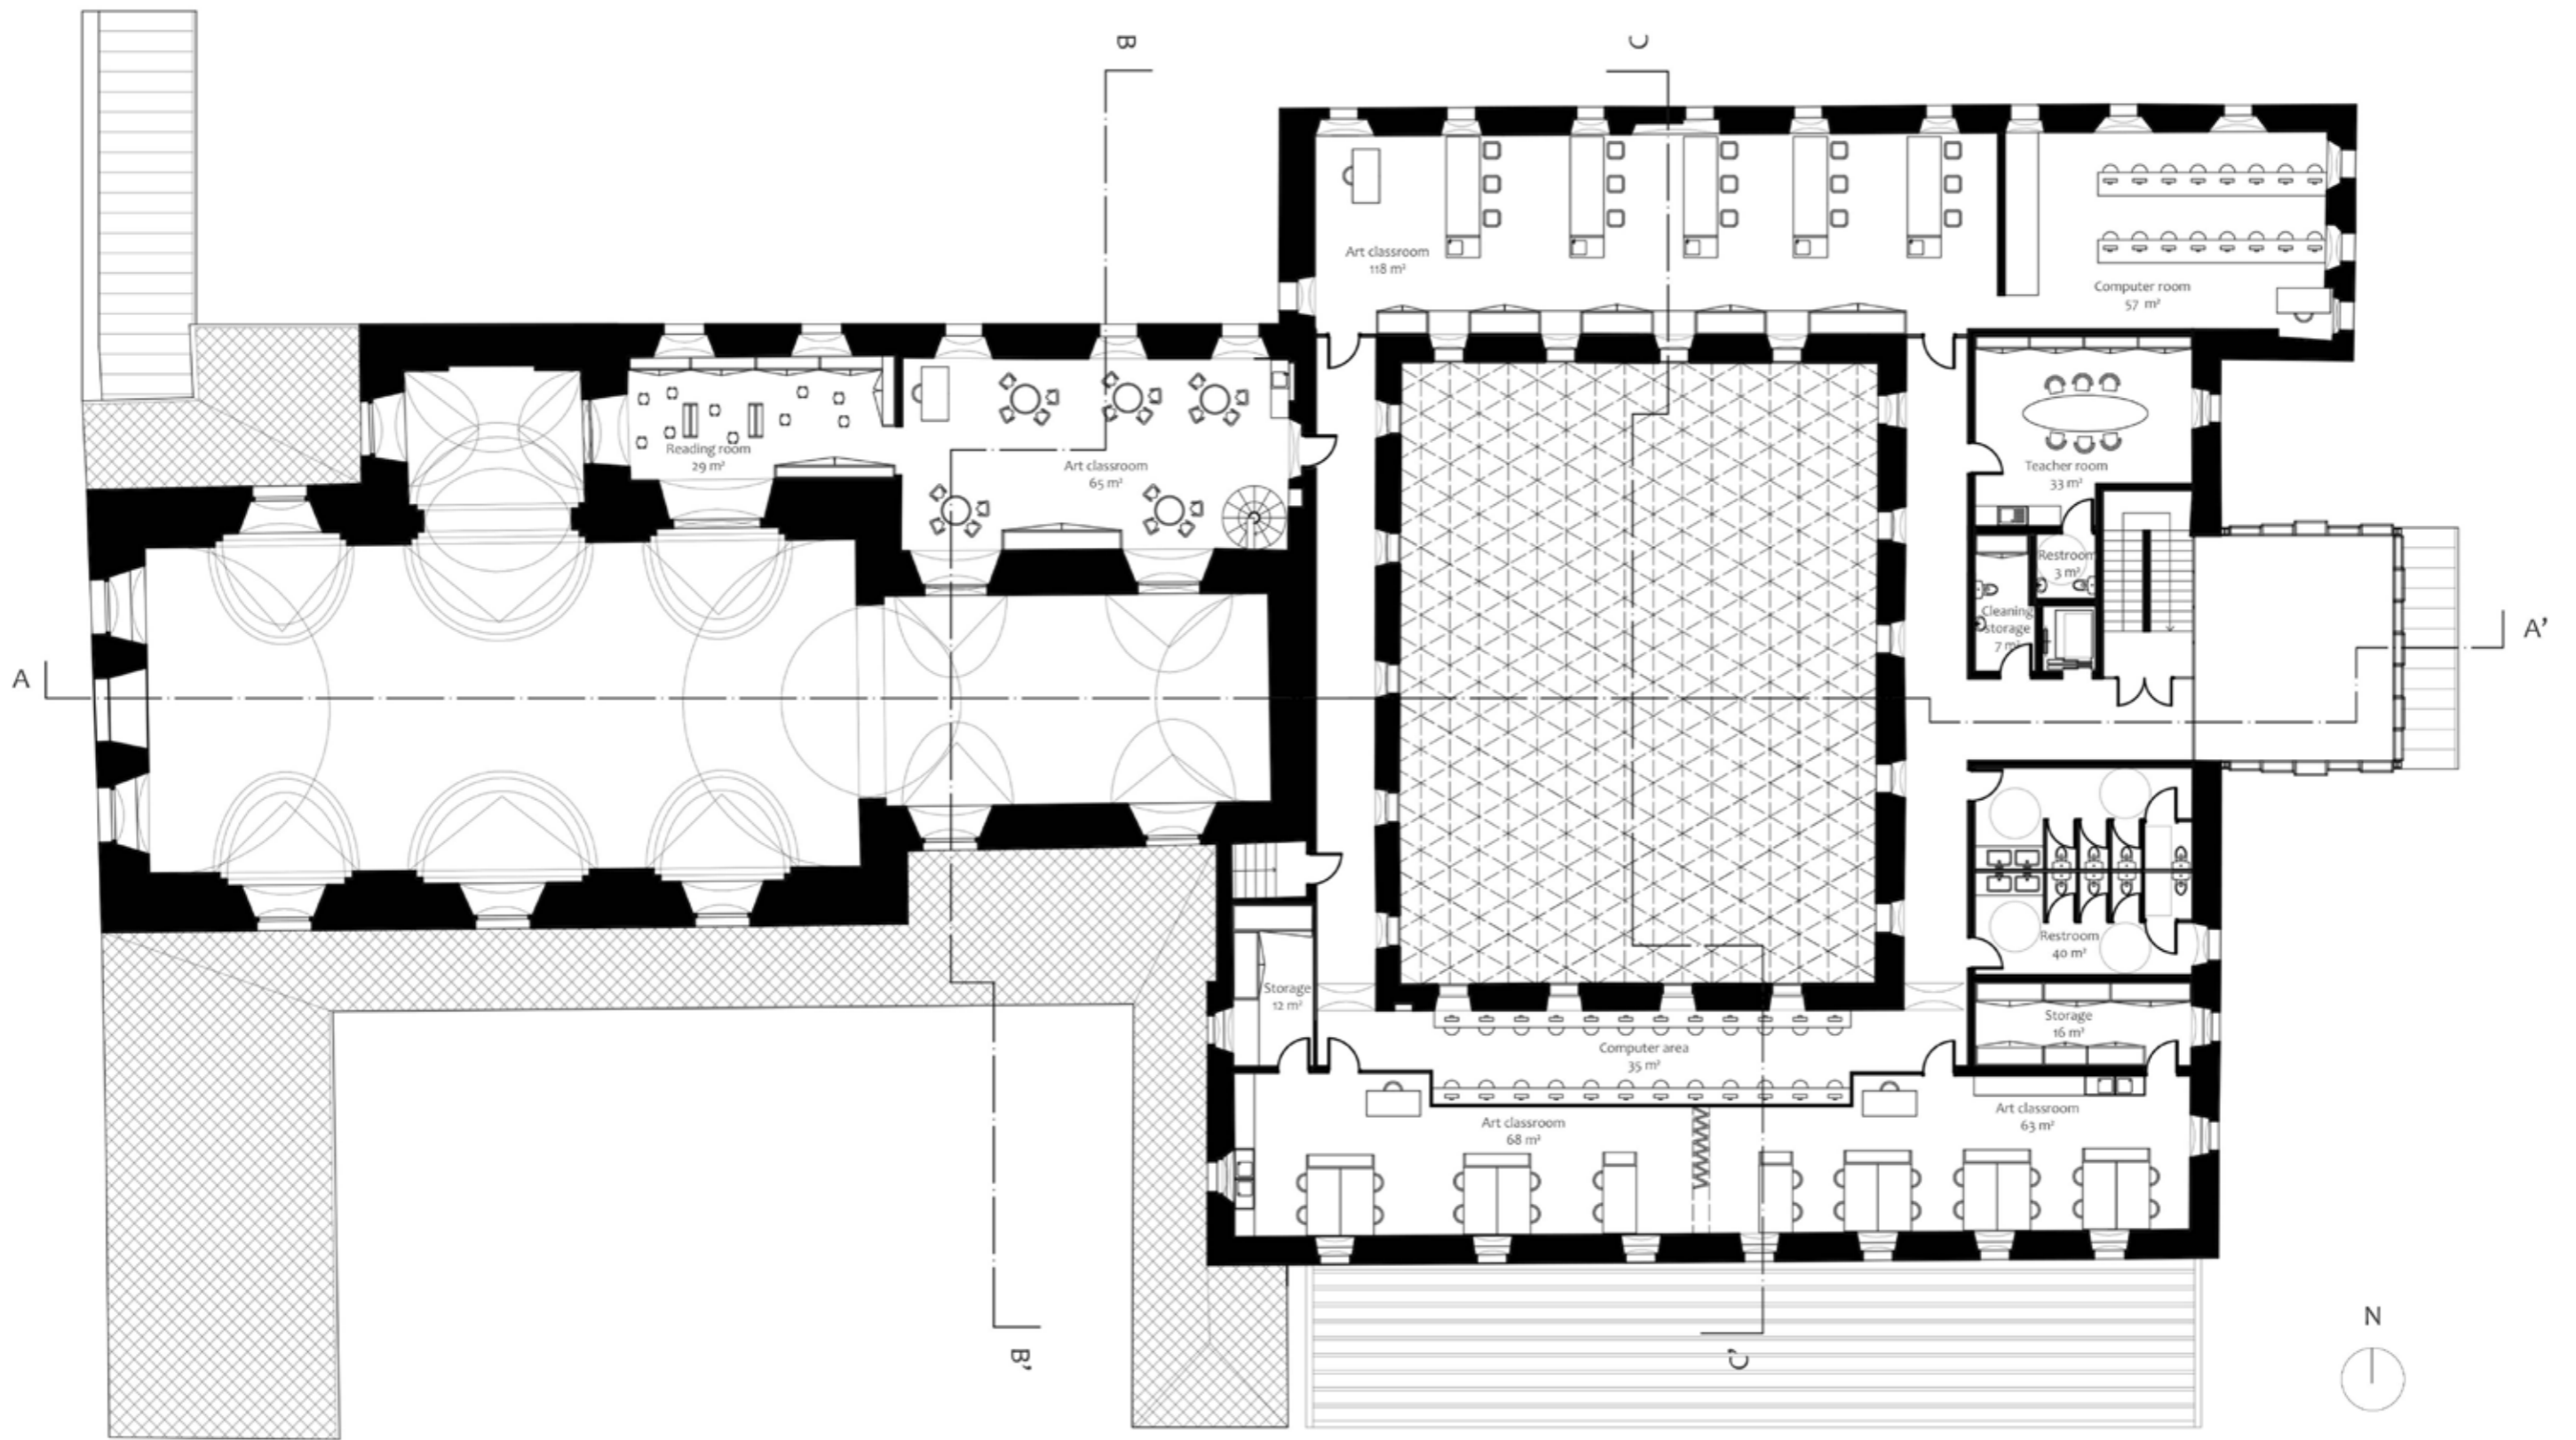 B
C
Art classroom
118 m²
Computer room
57 m²
Reading room
29 m²
Art classroom
65 m²
Teacher room
33 m²
Restroom
3 m²
Cleaning
storage
7 m²
A
A'
Restroom
40 m²
Storage
12 m²
Storage
16 m²
Computer area
35 m²
Art classroom
68 m²
Art classroom
63 m²
B'
C'
N